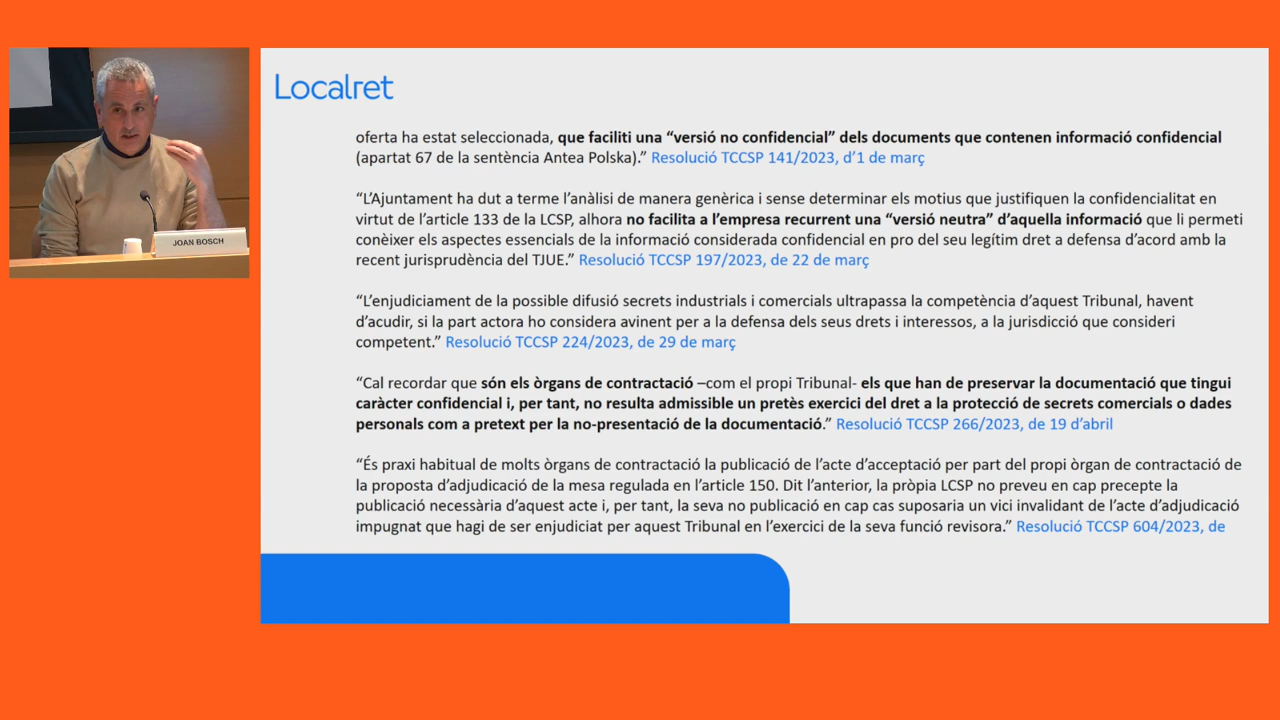 JOAN BOSCH
Localret
oferta ha estat seleccionada, que faciliti una “versió no confidencial” dels documents que contenen informació confidencial
(apartat 67 de la sentència Antea Polska).” Resolució TCCSP 141/2023, d’1 de març
“L’Ajuntament ha dut a terme l’anàlisi de manera genèrica i sense determinar els motius que justifiquen la confidencialitat en
virtut de l’article 133 de la LCSP, alhora no facilita a l’empresa recurrent una “versió neutra” d’aquella informació que li permeti
conèixer els aspectes essencials de la informació considerada confidencial en pro del seu legítim dret a defensa d’acord amb la
recent jurisprudència del TJUE.” Resolució TCCSP 197/2023, de 22 de març
“L’enjudiciament de la possible difusió secrets industrials i comercials ultrapassa la competència d’aquest Tribunal, havent
d’acudir, si la part actora ho considera avinent per a la defensa dels seus drets i interessos, a la jurisdicció que consideri
competent.” Resolució TCCSP 224/2023, de 29 de març
“Cal recordar que són els òrgans de contractació –com el propi Tribunal- els que han de preservar la documentació que tingui
caràcter confidencial i, per tant, no resulta admissible un pretès exercici del dret a la protecció de secrets comercials o dades
personals com a pretext per la no-presentació de la documentació.” Resolució TCCSP 266/2023, de 19 d’abril
“És praxi habitual de molts òrgans de contractació la publicació de l’acte d’acceptació per part del propi òrgan de contractació de
la proposta d’adjudicació de la mesa regulada en l’article 150. Dit l’anterior, la pròpia LCSP no preveu en cap precepte la
publicació necessària d’aquest acte i, per tant, la seva no publicació en cap cas suposaria un vici invalidant de l’acte d’adjudicació
impugnat que hagi de ser enjudiciat per aquest Tribunal en l’exercici de la seva funció revisora.” Resolució TCCSP 604/2023, de